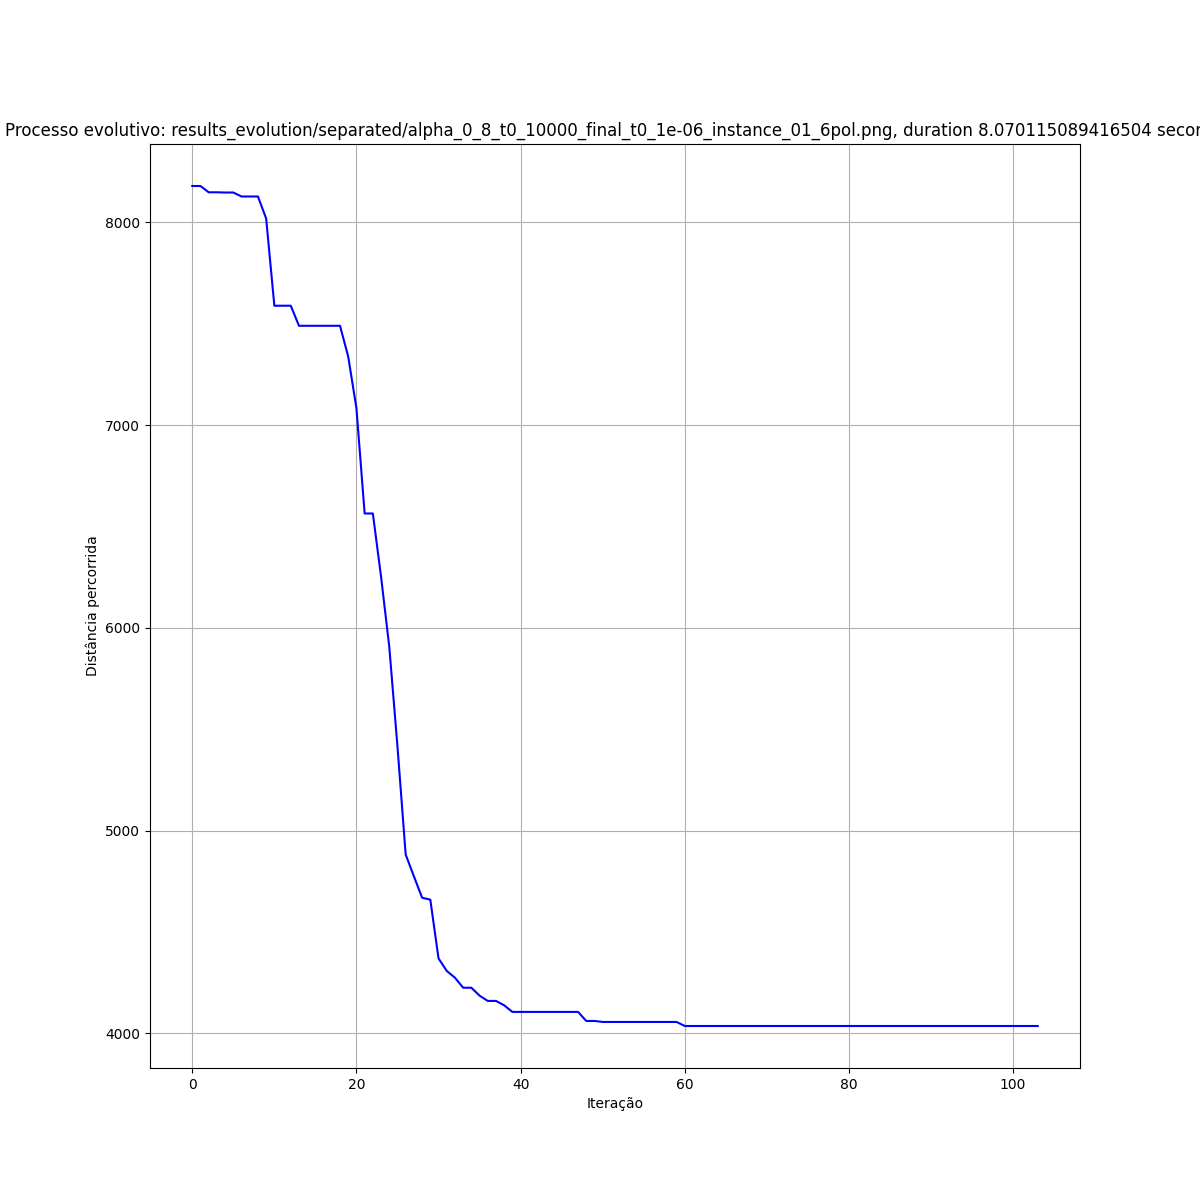 Processo evolutivo: results_evolution/separated/alpha_0_8_t0_10000_final_t0_1e-06_instance_01_6pol.png, duration 8.070115089416504
8000
7000
6000
5000
4000
Distância percorrida
0 20 40 60 80 100
Iteração